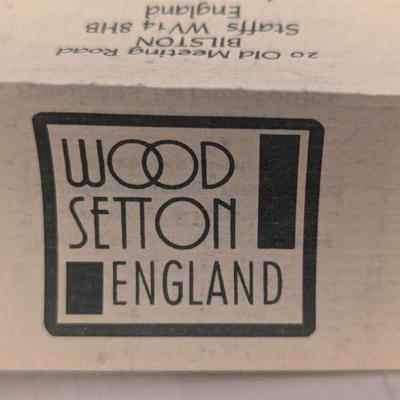 20 Old Meeting Road
BILSTON
Staffs WV14 8HB
England
WOOD
SETTON
ENGLAND